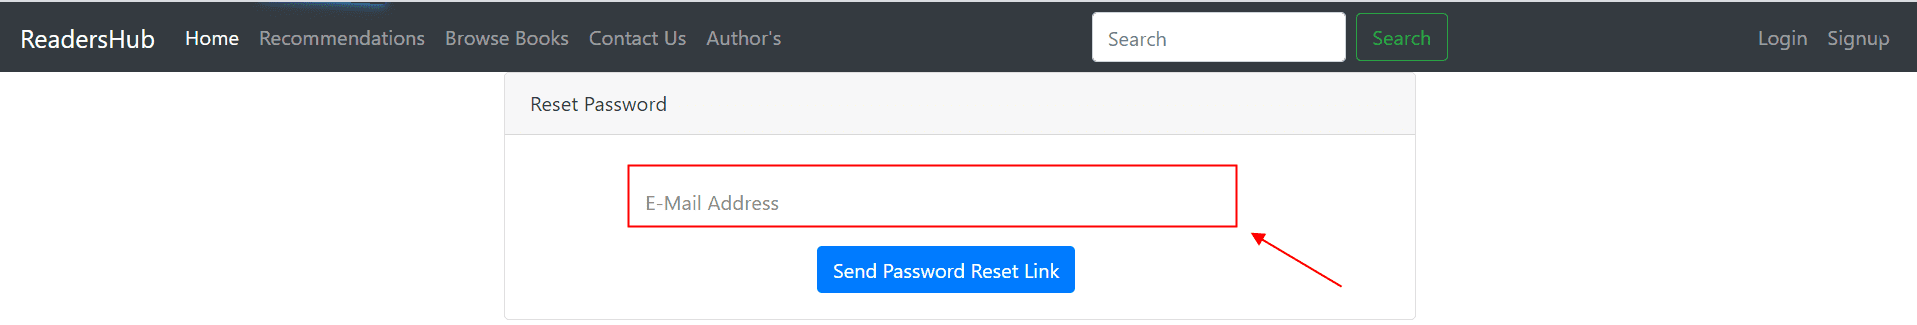 ReadersHub Home Recommendations Browse Books Contact Us Author's Search Search Login Signup
Reset Password
E-Mail Address
Send Password Reset Link